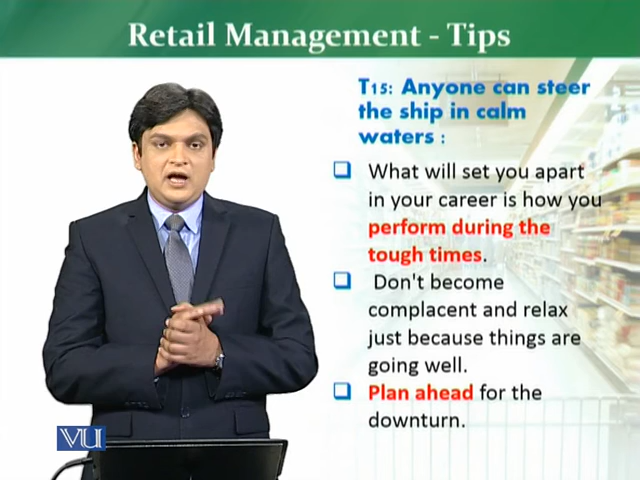 Retail Management - Tips
T15: Anyone can steer
the ship in calm
waters :
What will set you apart
in your career is how you
perform during the
tough times.
Don't become
complacent and relax
just because things are
going well.
Plan ahead for the
downturn.
VU